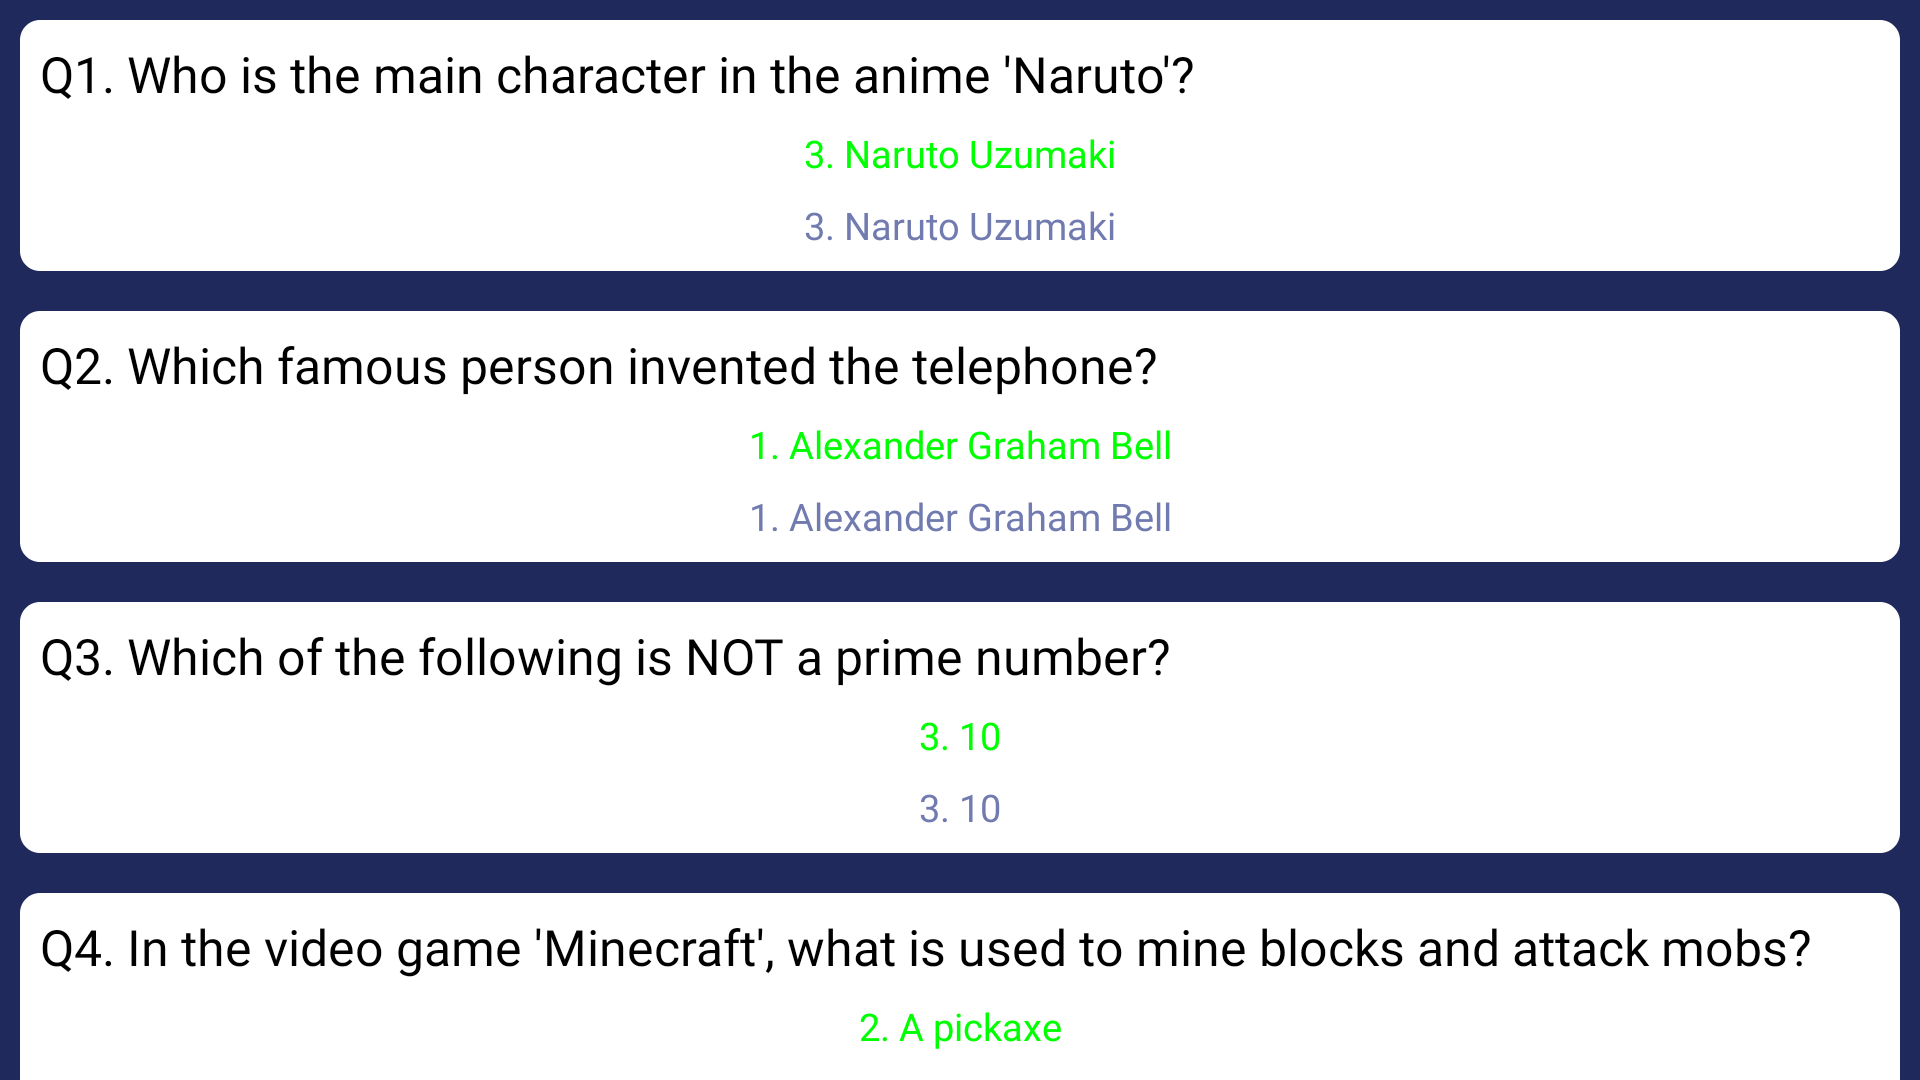 Q1. Who is the main character in the anime 'Naruto'?
3. Naruto Uzumaki
3. Naruto Uzumaki
Q2. Which famous person invented the telephone?
1. Alexander Graham Bell
1. Alexander Graham Bell
Q3. Which of the following is NOT a prime number?
3. 10
3. 10
Q4. In the video game 'Minecraft', what is used to mine blocks and attack mobs?
2. A pickaxe